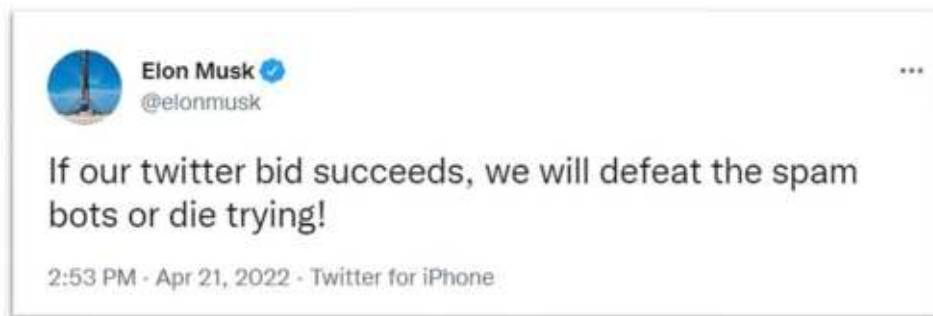 Elon Musk
@elonmusk
If our twitter bid succeeds, we will defeat the spam
bots or die trying!
2:53 PM · Apr 21, 2022 · Twitter for iPhone